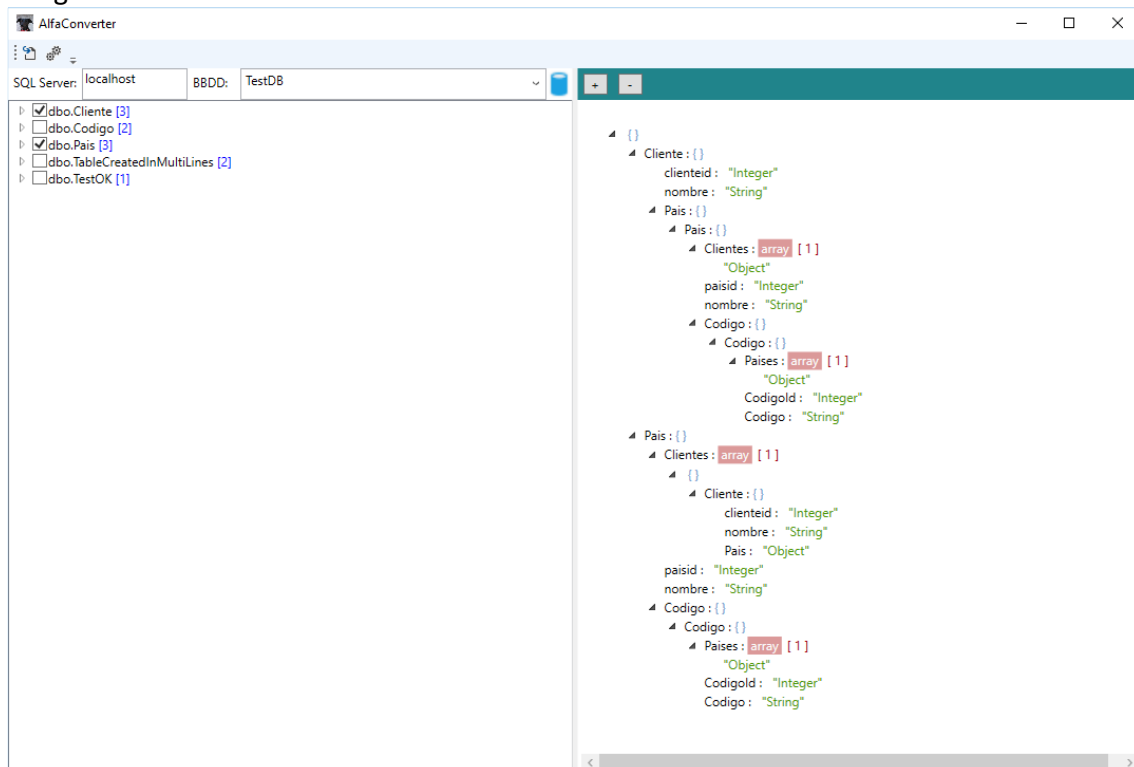 AlfaConverter
SQL Server: localhost BBDD: TestDB
+ -
dbo.Cliente [3]
dbo.Codigo [2]
dbo.Pais [3]
dbo.TableCreatedInMultiLines [2]
dbo.TestOK [1]
{}
Cliente : {}
clienteid : "Integer"
nombre : "String"
Pais : {}
Pais : {}
Clientes : array [ 1 ]
"Object"
paisid : "Integer"
nombre : "String"
Codigo : {}
Codigo : {}
Paises : array [ 1 ]
"Object"
CodigoId : "Integer"
Codigo : "String"
Pais : {}
Clientes : array [ 1 ]
{}
Cliente : {}
clienteid : "Integer"
nombre : "String"
Pais : "Object"
paisid : "Integer"
nombre : "String"
Codigo : {}
Codigo : {}
Paises : array [ 1 ]
"Object"
CodigoId : "Integer"
Codigo : "String"